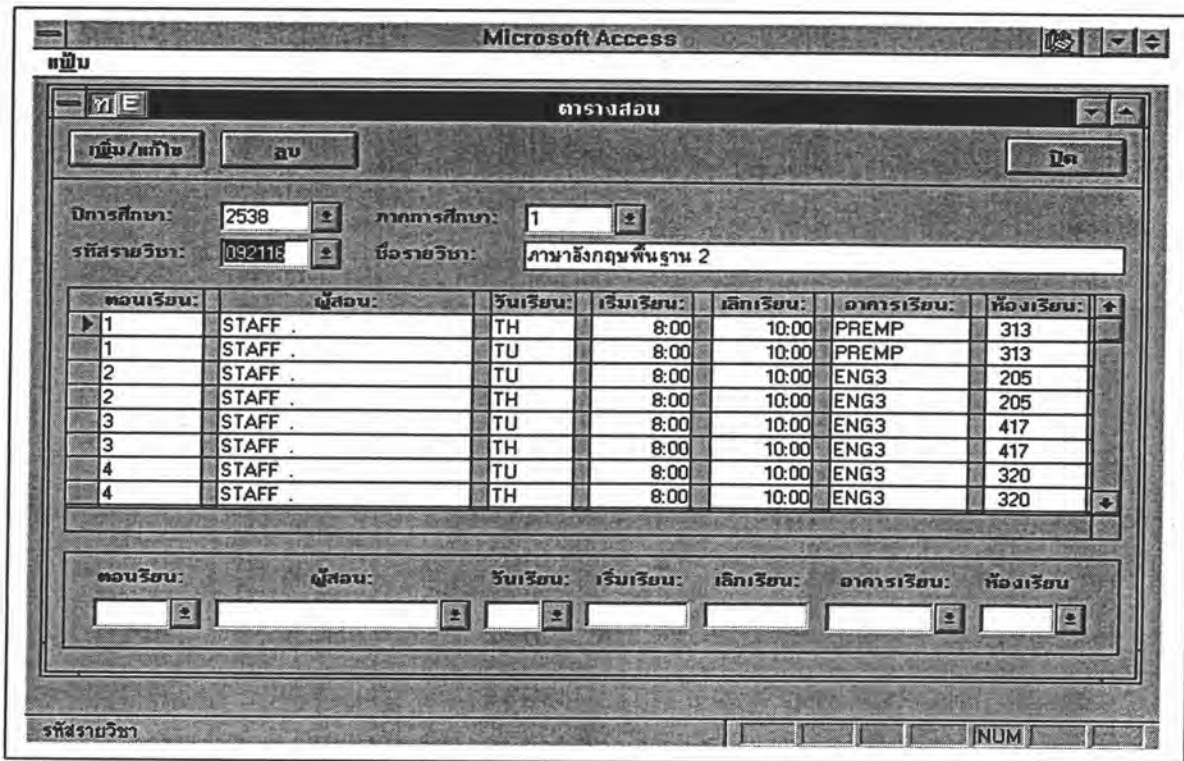 Microsoft Access
แฟ้ม
ท E ตารางสอน
เพิ่ม/แก้ไข ลบ ปิด
ปีการศึกษา: 2538 ภาคการศึกษา: 1
รหัสรายวิชา: ชื่อรายวิชา: ภาษาอังกฤษพื้นฐาน 2
ตอนเรียน: ผู้สอน: วันเรียน: เริ่มเรียน: เลิกเรียน: อาคารเรียน: ห้องเรียน:
1 STAFF . TH 8:00 10:00 PREMP 313
1 STAFF . TU 8:00 10:00 PREMP 313
2 STAFF . TU 8:00 10:00 ENG3 205
2 STAFF . TH 8:00 10:00 ENG3 205
3 STAFF . TU 8:00 10:00 ENG3 417
3 STAFF . TH 8:00 10:00 ENG3 417
4 STAFF . TU 8:00 10:00 ENG3 320
4 STAFF . TH 8:00 10:00 ENG3 320
ตอนเรียน: ผู้สอน: วันเรียน: เริ่มเรียน: เลิกเรียน: อาคารเรียน: ห้องเรียน
รหัสรายวิชา NUM